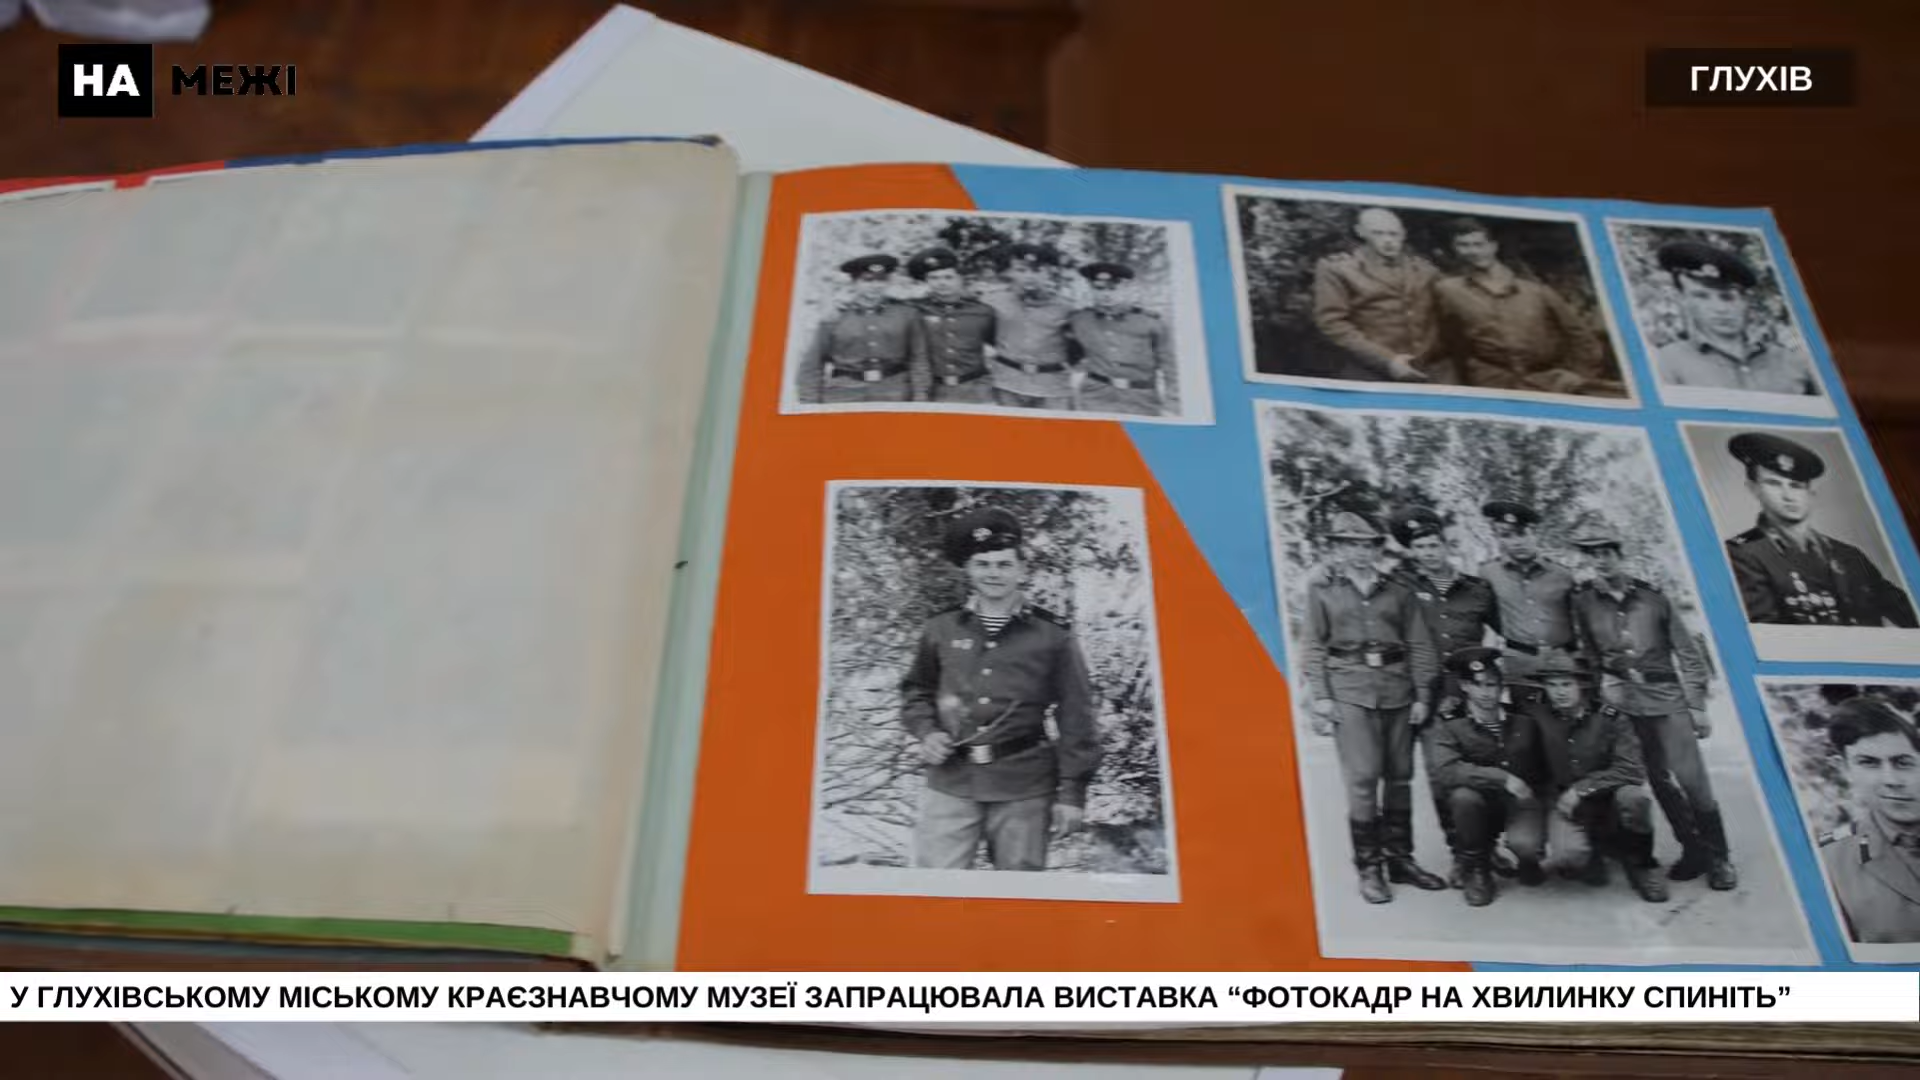 НА МЕЖІ
ГЛУХІВ
У ГЛУХІВСЬКОМУ МІСЬКОМУ КРАЄЗНАВЧОМУ МУЗЕЇ ЗАПРАЦЮВАЛА ВИСТАВКА “ФОТОКАДР НА ХВИЛИНКУ СПИНІТЬ”